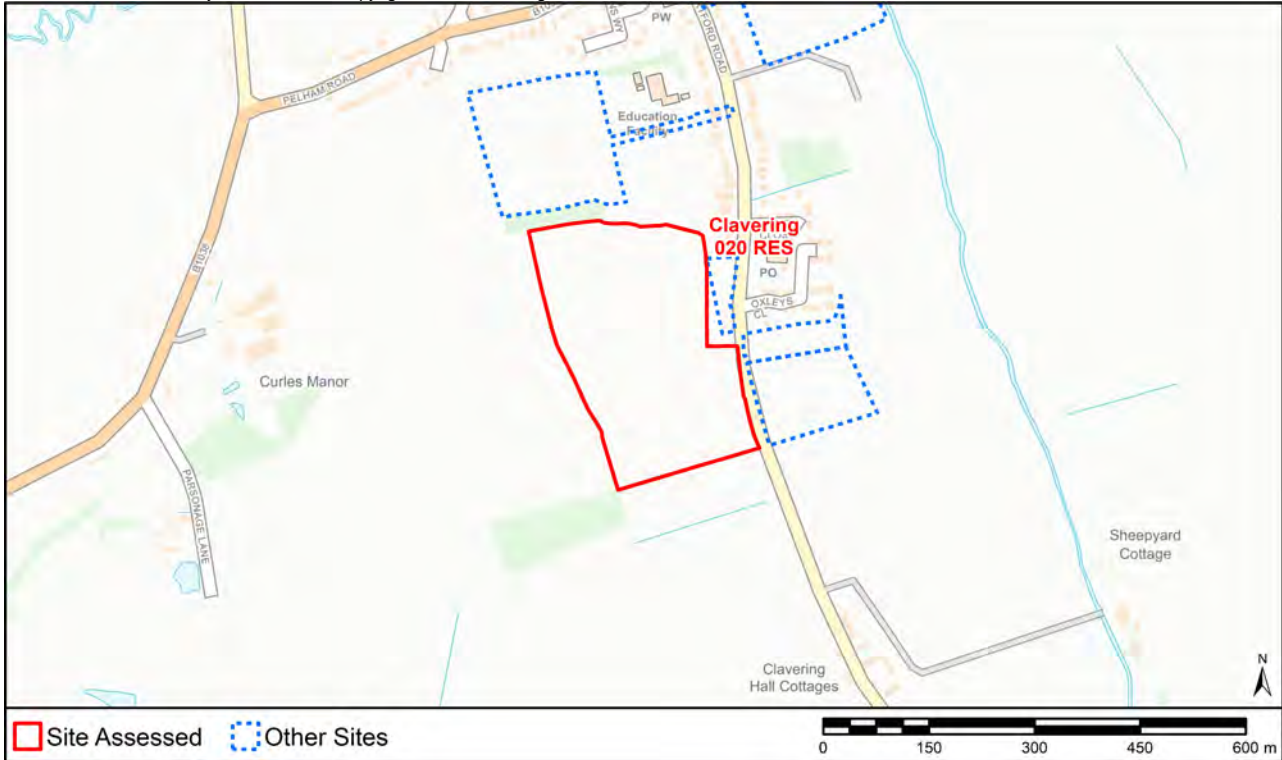 PW
PELHAM ROAD
Education
Facility
B1038
Clavering
020 RES
PO
OXLEYS
CL
Curles Manor
PARSONAGE LANE
Sheepyard
Cottage
Clavering
Hall Cottages
N
Site Assessed
Other Sites
0
150
300
450
600 m